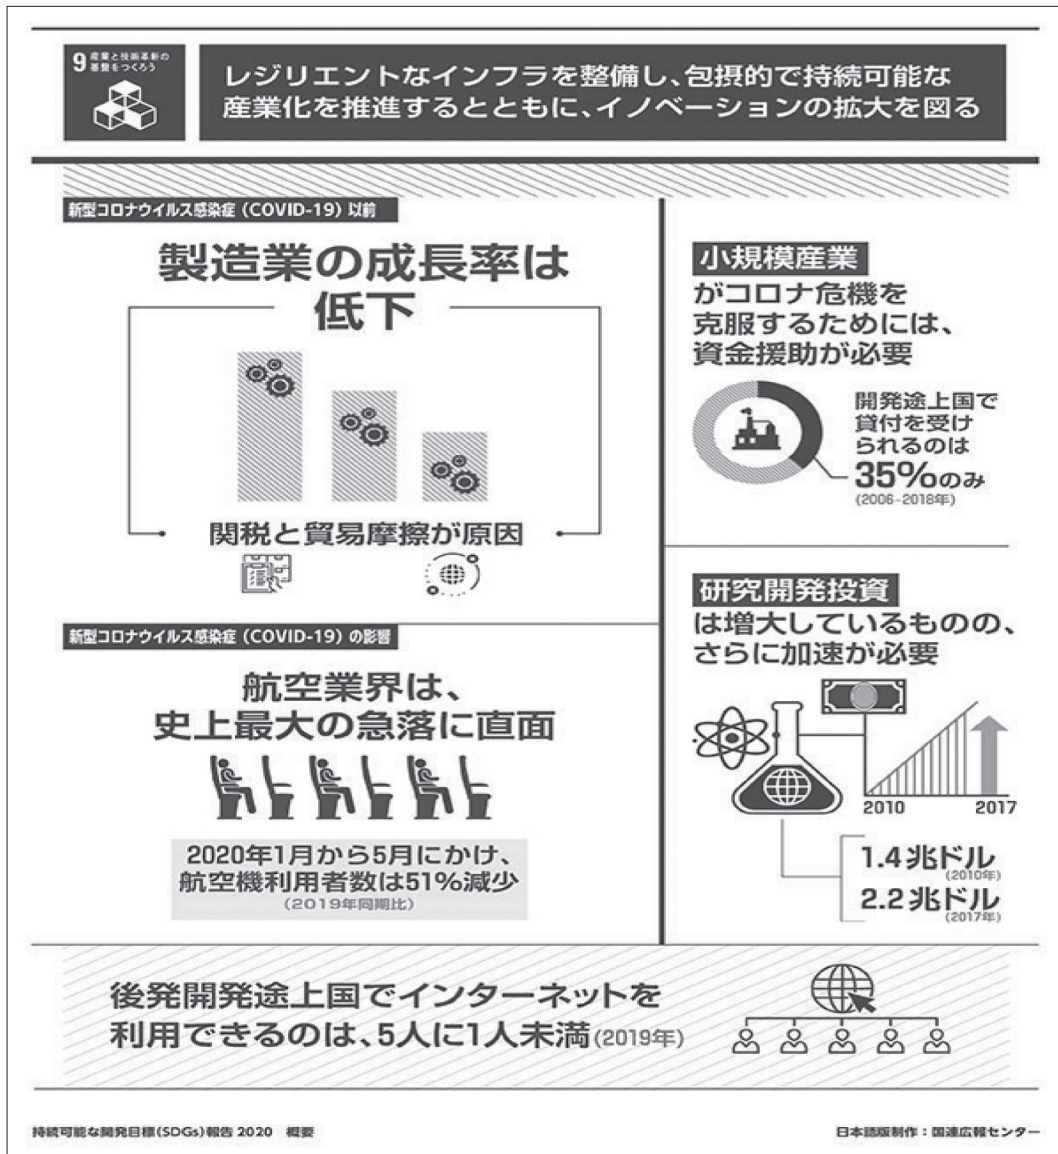 9 産業と技術革新の
基盤をつくろう
レジリエントなインフラを整備し、包摂的で持続可能な
産業化を推進するとともに、イノベーションの拡大を図る
新型コロナウイルス感染症（COVID-19）以前
製造業の成長率は
低下
関税と貿易摩擦が原因
新型コロナウイルス感染症（COVID-19）の影響
航空業界は、
史上最大の急落に直面
2020年1月から5月にかけ、
航空機利用者数は51%減少
（2019年同期比）
小規模産業
がコロナ危機を
克服するためには、
資金援助が必要
開発途上国で
貸付を受け
られるのは
35%のみ
(2006-2018年)
研究開発投資
は増大しているものの、
さらに加速が必要
2010
2017
1.4兆ドル
(2010年)
2.2兆ドル
(2017年)
後発開発途上国でインターネットを
利用できるのは、5人に1人未満(2019年)
持続可能な開発目標(SDGs)報告 2020　概要
日本語版制作：国連広報センター